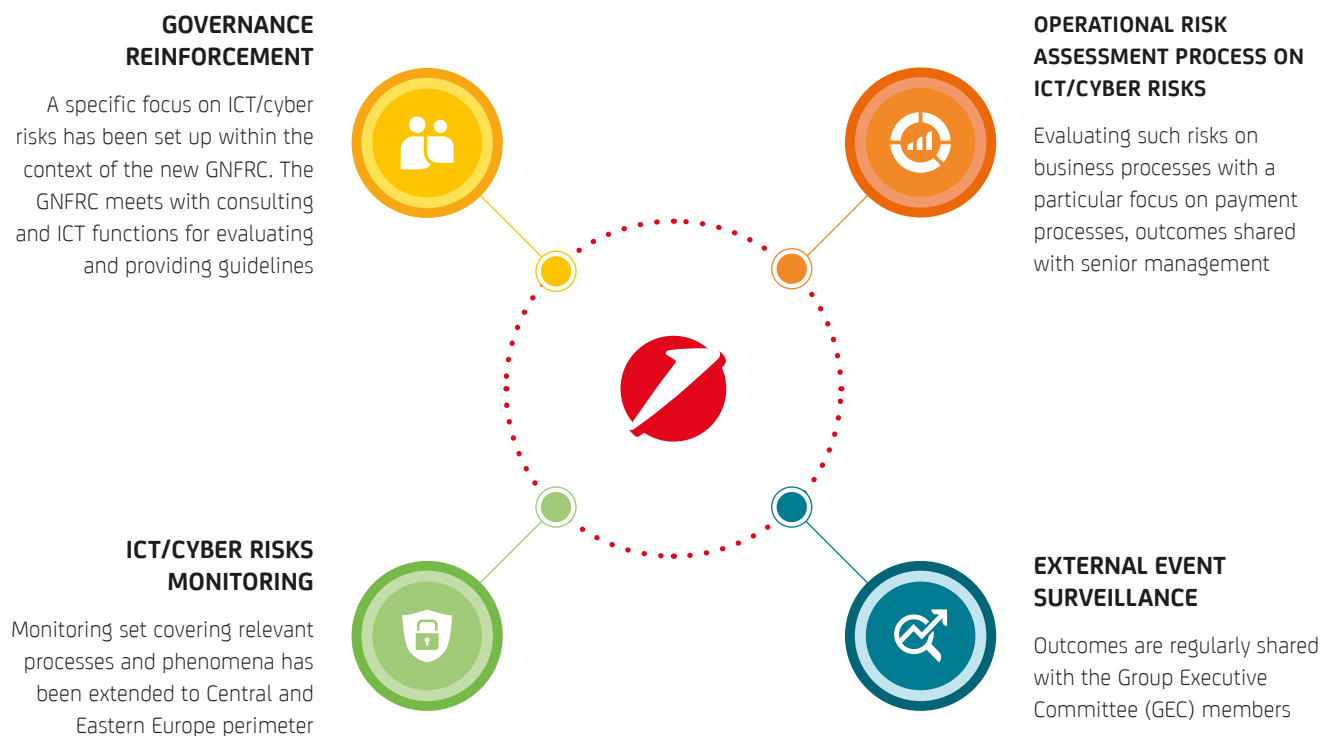 GOVERNANCE
REINFORCEMENT
A specific focus on ICT/cyber
risks has been set up within the
context of the new GNFRC. The
GNFRC meets with consulting
and ICT functions for evaluating
and providing guidelines
OPERATIONAL RISK
ASSESSMENT PROCESS ON
ICT/CYBER RISKS
Evaluating such risks on
business processes with a
particular focus on payment
processes, outcomes shared
with senior management
ICT/CYBER RISKS
MONITORING
Monitoring set covering relevant
processes and phenomena has
been extended to Central and
Eastern Europe perimeter
EXTERNAL EVENT
SURVEILLANCE
Outcomes are regularly shared
with the Group Executive
Committee (GEC) members